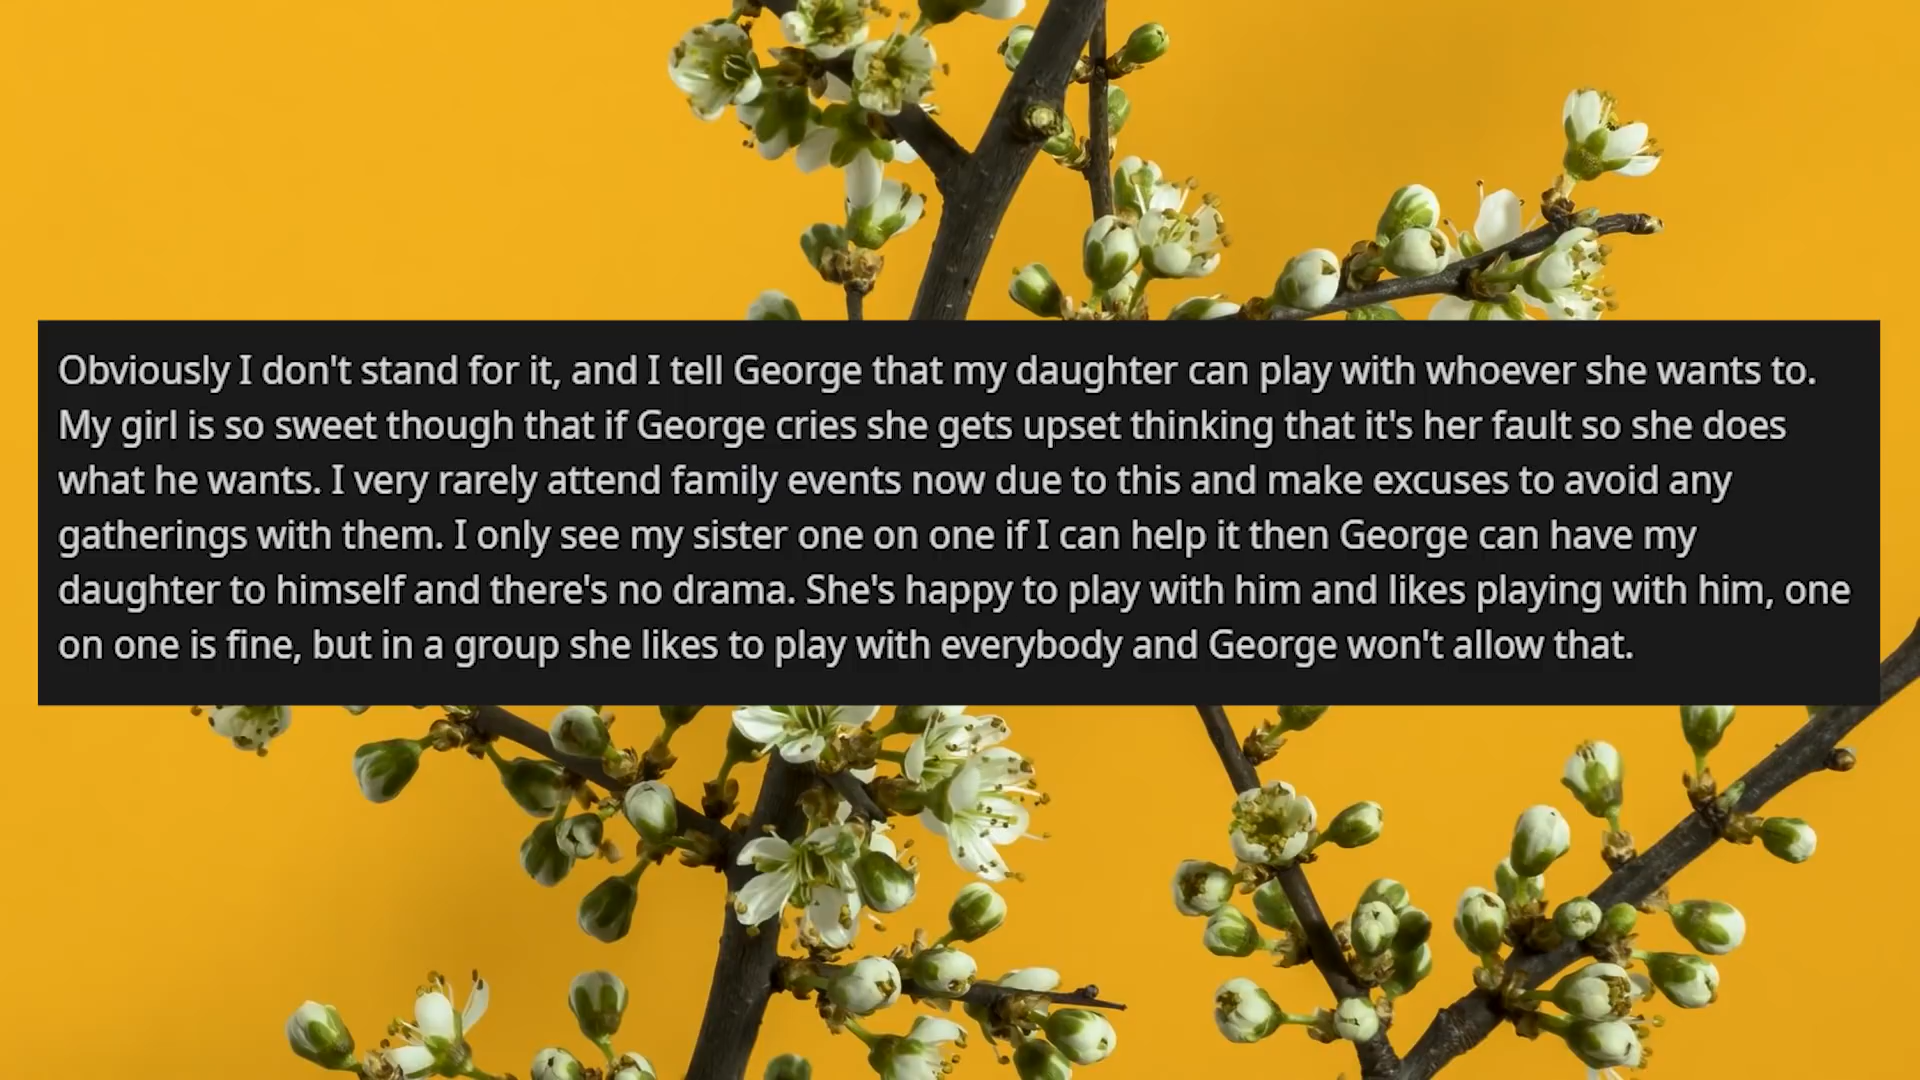 Obviously I don't stand for it, and I tell George that my daughter can play with whoever she wants to.
My girl is so sweet though that if George cries she gets upset thinking that it's her fault so she does
what he wants. I very rarely attend family events now due to this and make excuses to avoid any
gatherings with them. I only see my sister one on one if I can help it then George can have my
daughter to himself and there's no drama. She's happy to play with him and likes playing with him, one
on one is fine, but in a group she likes to play with everybody and George won't allow that.